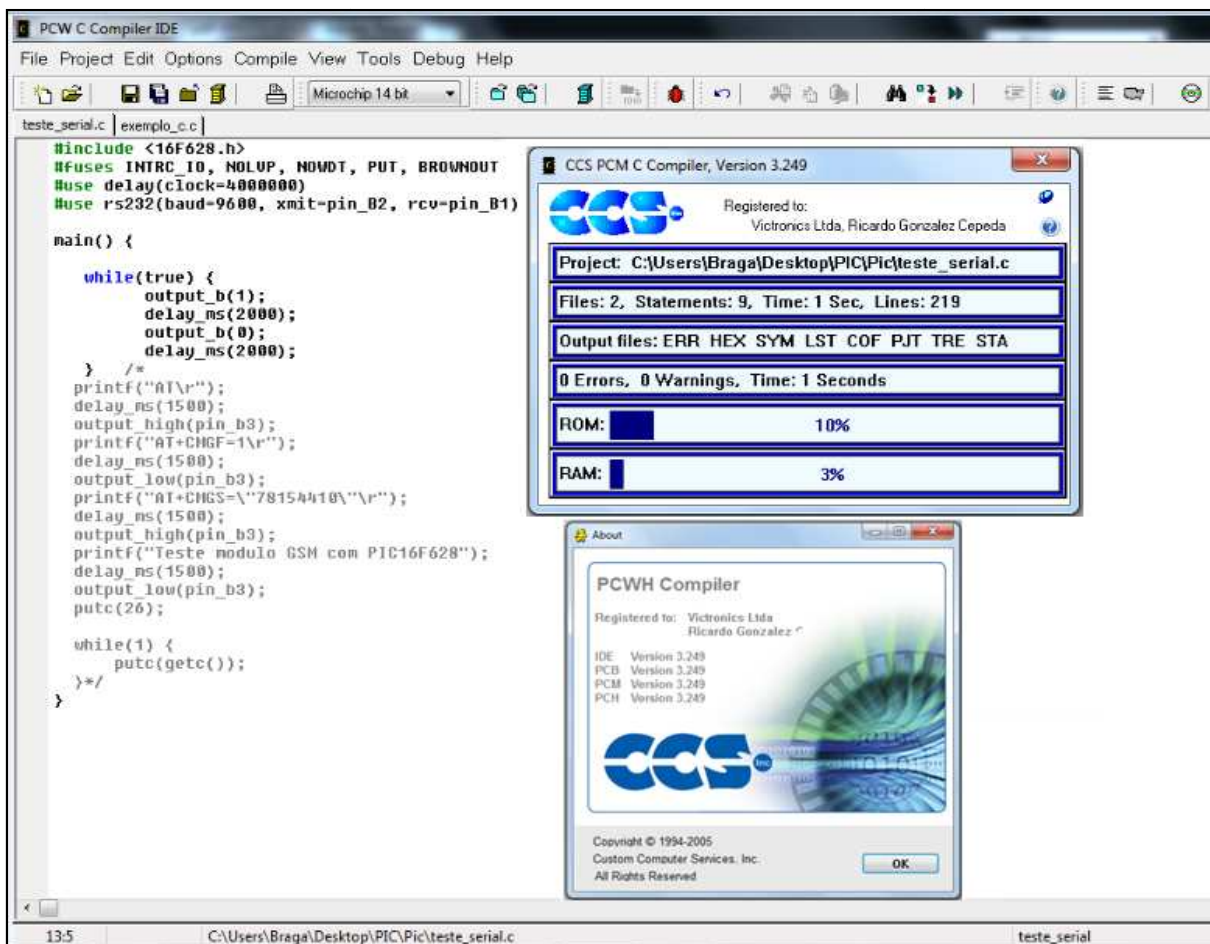 PCW C Compiler IDE
File Project Edit Options Compile View Tools Debug Help
Microchip 14 bit
teste_serial.c exemplo_c.c
#include <16F628.h>
#fuses INTRC_IO, NOLVP, NOWDT, PUT, BROWNOUT
#use delay(clock=4000000)
#use rs232(baud=9600, xmit=pin_B2, rcv=pin_B1)
main() {
while(true) {
output_b(1);
delay_ms(2000);
output_b(0);
delay_ms(2000);
} /*
printf("AT\r");
delay_ms(1500);
output_high(pin_b3);
printf("AT+CMGF=1\r");
delay_ms(1500);
output_low(pin_b3);
printf("AT+CMGS=\"78154410\"\r");
delay_ms(1500);
output_high(pin_b3);
printf("Teste modulo GSM com PIC16F628");
delay_ms(1500);
output_low(pin_b3);
putc(26);
while(1) {
putc(getc());
}*/
}
CCS PCM C Compiler, Version 3.249
CCS Inc
Registered to:
Victronics Ltda, Ricardo Gonzalez Cepeda
Project: C:\Users\Braga\Desktop\PIC\Pic\teste_serial.c
Files: 2, Statements: 9, Time: 1 Sec, Lines: 219
Output files: ERR HEX SYM LST COF PJT TRE STA
0 Errors, 0 Warnings, Time: 1 Seconds
ROM: 10%
RAM: 3%
About
PCWH Compiler
Registered to: Victronics Ltda
Ricardo Gonzalez
IDE Version 3.249
PCB Version 3.249
PCM Version 3.249
PCH Version 3.249
CCS Inc
Copyright © 1994-2005
Custom Computer Services, Inc.
All Rights Reserved
OK
13:5 C:\Users\Braga\Desktop\PIC\Pic\teste_serial.c teste_serial